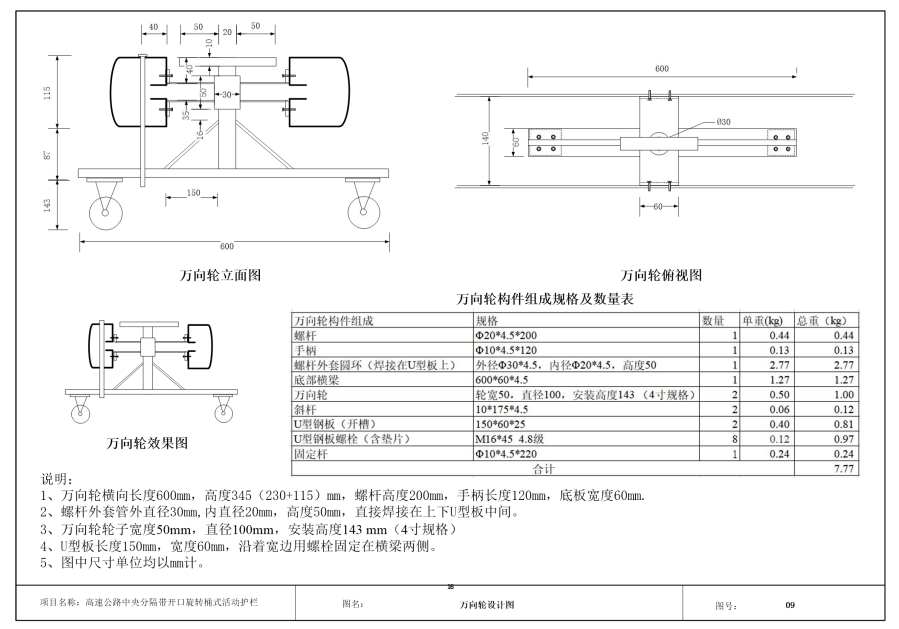 40 50 20 50
10
40
115
50
30
35
16
87
150
143
600
万向轮立面图
600
Ø30
140
60
60
万向轮俯视图
万向轮构件组成规格及数量表
万向轮构件组成 规格 数量 单重(kg) 总重（kg）
螺杆 Φ20*4.5*200 1 0.44 0.44
手柄 Φ10*4.5*120 1 0.13 0.13
螺杆外套圆环（焊接在U型板上） 外径Φ30*4.5，内径Φ20*4.5，高度50 1 2.77 2.77
底部横梁 600*60*4.5 1 1.27 1.27
万向轮 轮宽50，直径100，安装高度143（4寸规格） 2 0.50 1.00
斜杆 10*175*4.5 2 0.06 0.12
U型钢板（开槽） 150*60*25 2 0.40 0.81
U型钢板螺栓（含垫片） M16*45 4.8级 8 0.12 0.97
固定杆 Φ10*4.5*220 1 0.24 0.24
合计 7.77
万向轮效果图
说明：
1、万向轮横向长度600mm，高度345（230+115）mm，螺杆高度200mm，手柄长度120mm，底板宽度60mm.
2、螺杆外套管外直径30mm,内直径20mm，高度50mm，直接焊接在上下U型板中间。
3、万向轮轮子宽度50mm，直径100mm，安装高度143 mm（4寸规格）
4、U型板长度150mm，宽度60mm，沿着宽边用螺栓固定在横梁两侧。
5、图中尺寸单位均以mm计。
16
项目名称：高速公路中央分隔带开口旋转桶式活动护栏 图名： 万向轮设计图 图号： 09